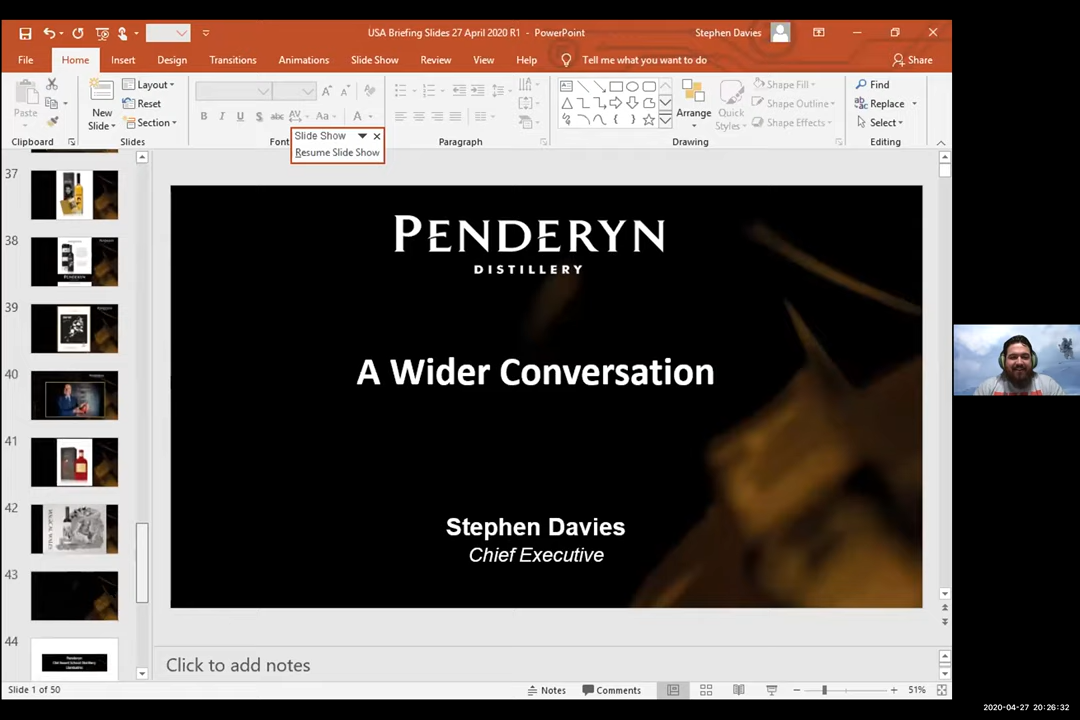 USA Briefing Slides 27 April 2020 R1 - PowerPoint
Stephen Davies
File Home Insert Design Transitions Animations Slide Show Review View Help Tell me what you want to do Share
Paste
New Slide
Layout
Reset
Section
B I U S abc AV Aa A
Arrange
Quick Styles
Shape Fill
Shape Outline
Shape Effects
Find
Replace
Select
Clipboard Slides Font Paragraph Drawing Editing
Slide Show
Resume Slide Show
37
38
39
40
41
42
43
44
PENDERYN
DISTILLERY
A Wider Conversation
Stephen Davies
Chief Executive
Click to add notes
Slide 1 of 50
Notes Comments 51%
2020-04-27 20:26:32